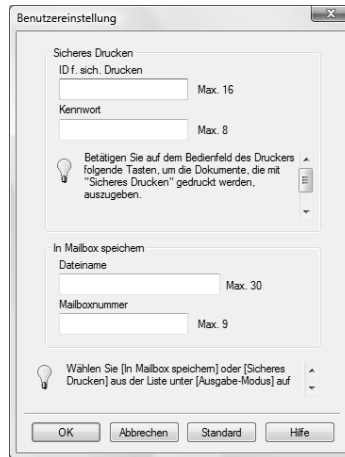 Benutzereinstellung
Sicheres Drucken
ID f. sich. Drucken
Max. 16
Kennwort
Max. 8
Betätigen Sie auf dem Bedienfeld des Druckers
folgende Tasten, um die Dokumente, die mit
"Sicheres Drucken" gedruckt werden,
auszugeben.
In Mailbox speichern
Dateiname
Max. 30
Mailboxnummer
Max. 9
Wählen Sie [In Mailbox speichern] oder [Sicheres
Drucken] aus der Liste unter [Ausgabe-Modus] auf
OK Abbrechen Standard Hilfe